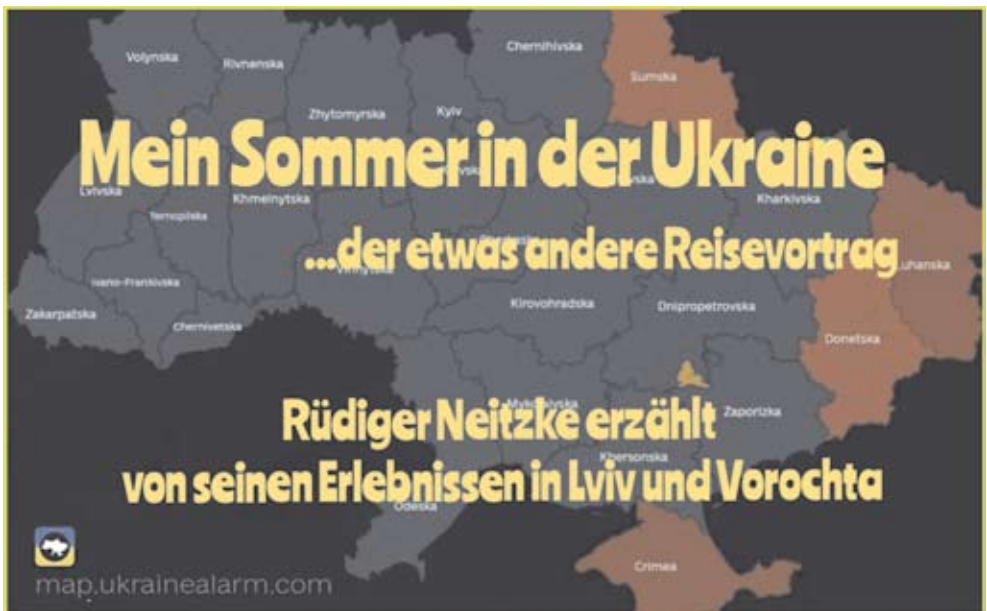 Volynska
Rivnanska
Chernihivska
Sumska
Zhytomyrska
Kyiv
Mein Sommer in der Ukraine
Lvivska
Khmelnytska
Kharkivska
Ternopilska
...der etwas andere Reisevortrag
Luhanska
Ivano-Frankivska
Zakarpatska
Chernivetska
Kirovohradska
Dnipropetrovska
Donetska
Zaporizka
Rüdiger Neitzke erzählt
Khersonska
von seinen Erlebnissen in Lviv und Vorochta
Odeska
Crimea
map.ukrainealarm.com